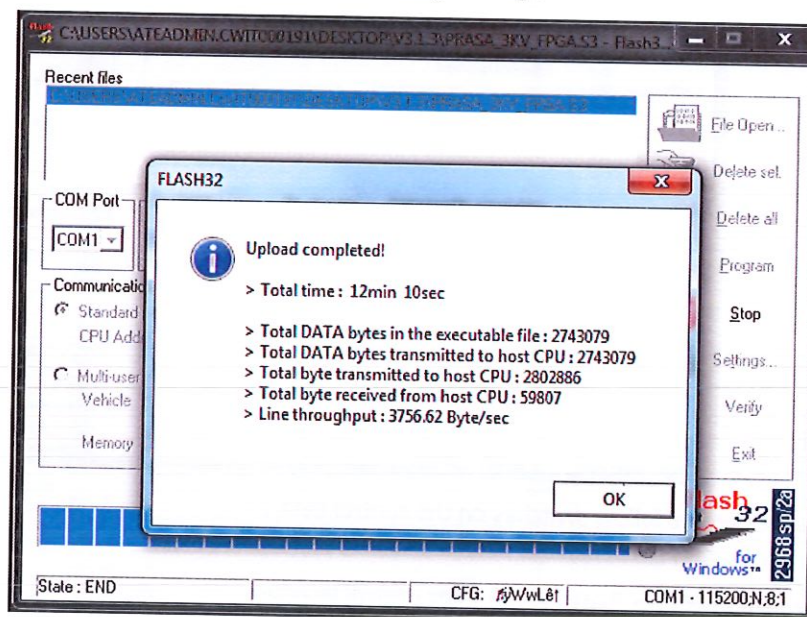 C:\USERS\ATEADMIN.CWIT000191\DESKTOP\V3.1.3\PRASA_3KV_FPGA.S3 - Flash3...
Recent files
File Open ..
Delete sel.
Delete all
Program
Stop
Settings...
Verify
Exit
COM Port
COM1
Communicatio
Standard
CPU Add
Multi-user
Vehicle
Memory
FLASH32
Upload completed!
> Total time : 12min 10sec
> Total DATA bytes in the executable file : 2743079
> Total DATA bytes transmitted to host CPU : 2743079
> Total byte transmitted to host CPU : 2802886
> Total byte received from host CPU : 59807
> Line throughput : 3756.62 Byte/sec
OK
lash
32
for
Windows™
2968-sp/2a
State : END
CFG:
COM1 - 115200;N;8;1